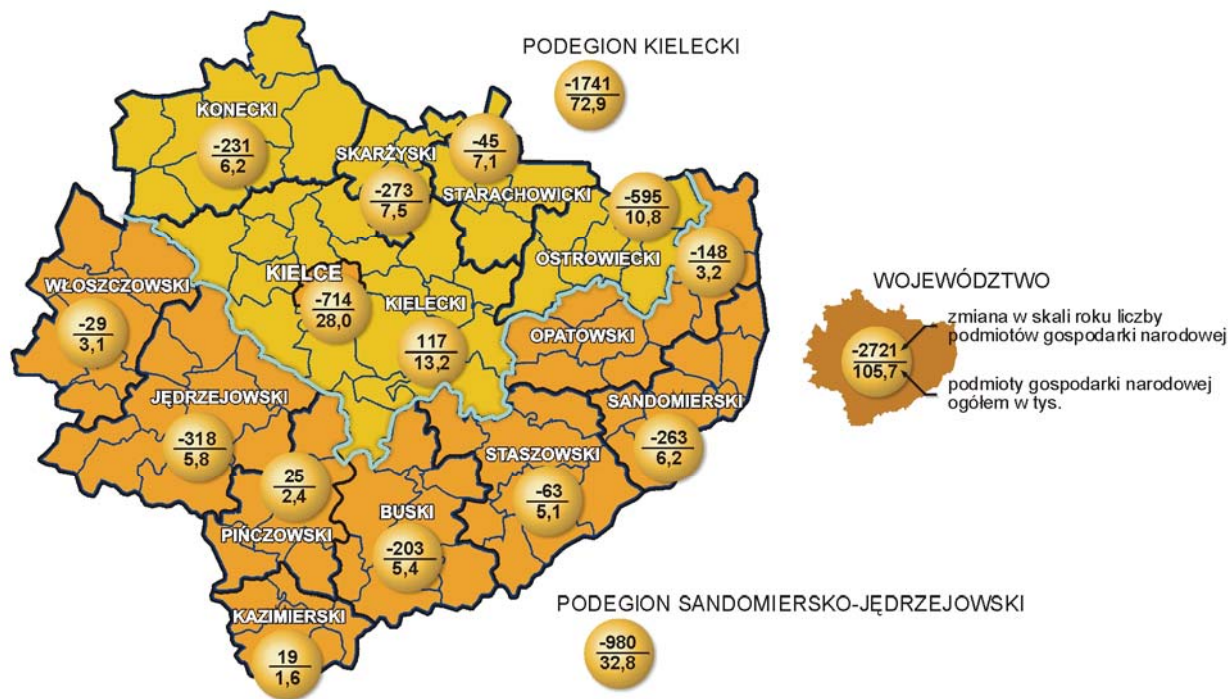 PODEGION KIELECKI
-1741
72,9
KONECKI
-231
6,2
SKARŻYSKI
-273
7,5
-45
7,1
STARACHOWICKI
-595
10,8
OSTROWIECKI
-148
3,2
OPATOWSKI
WŁOSZCZOWSKI
-29
3,1
KIELCE
-714
28,0
KIELECKI
117
13,2
WOJEWÓDZTWO
zmiana w skali roku liczby
podmiotów gospodarki narodowej
-2721
105,7
podmioty gospodarki narodowej
ogółem w tys.
JĘDRZEJOWSKI
-318
5,8
SANDOMIERSKI
-263
6,2
STASZOWSKI
-63
5,1
25
2,4
PIŃCZOWSKI
BUSKI
-203
5,4
KAZIMIERSKI
19
1,6
PODEGION SANDOMIERSKO-JĘDRZEJOWSKI
-980
32,8